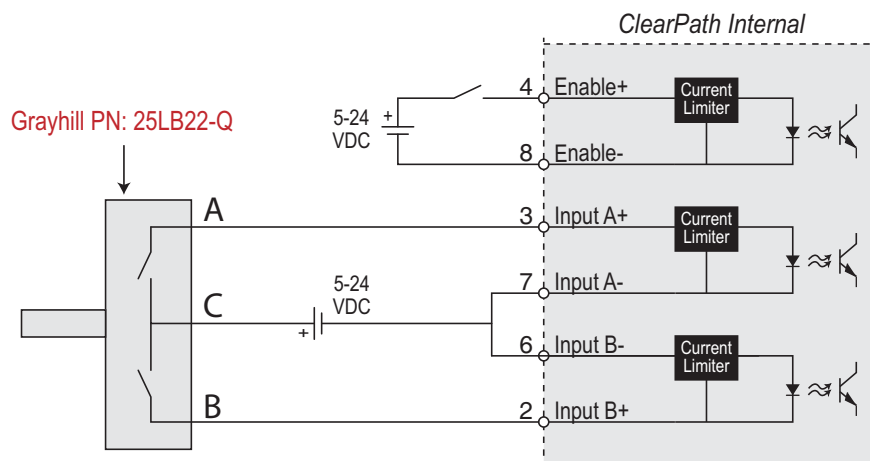 ClearPath Internal
Grayhill PN: 25LB22-Q
5-24
VDC
+
4
Enable+
Current
Limiter
8
Enable-
A
3
Input A+
Current
Limiter
7
Input A-
C
5-24
VDC
+
6
Input B-
Current
Limiter
B
2
Input B+